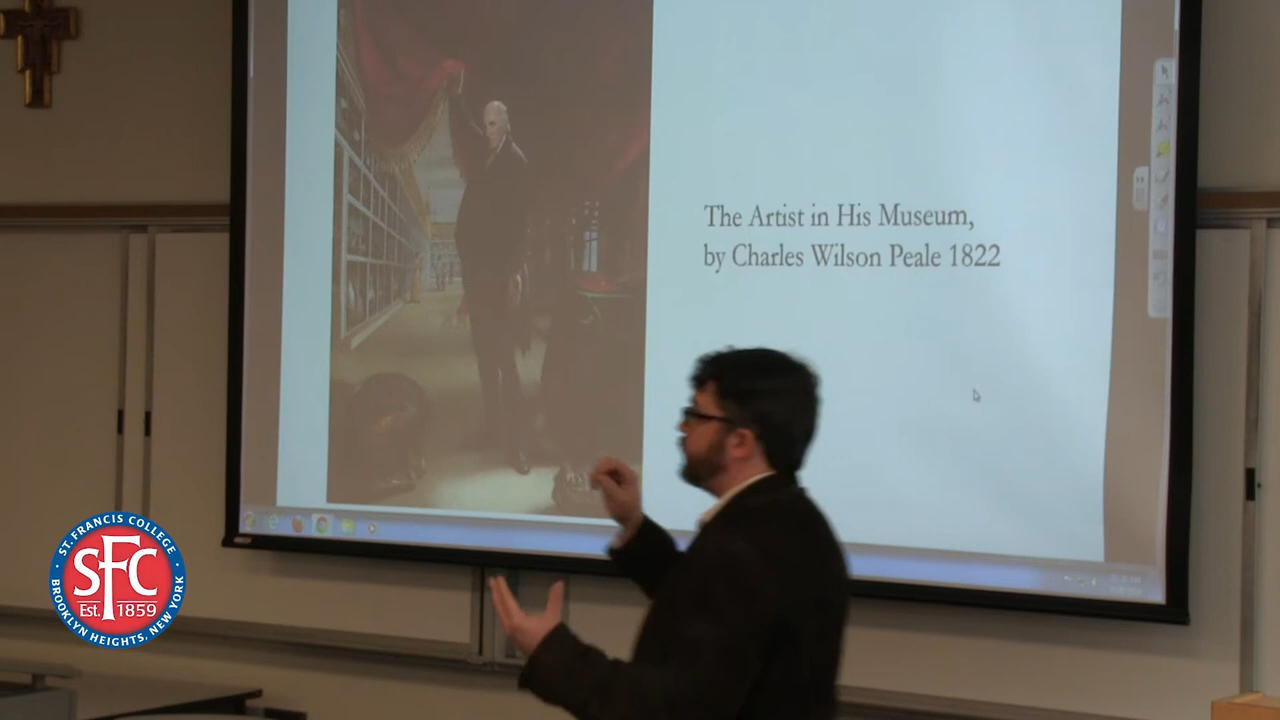 The Artist in His Museum,
by Charles Wilson Peale 1822
ST. FRANCIS COLLEGE
SFC
Est. 1859
BROOKLYN HEIGHTS, NEW YORK